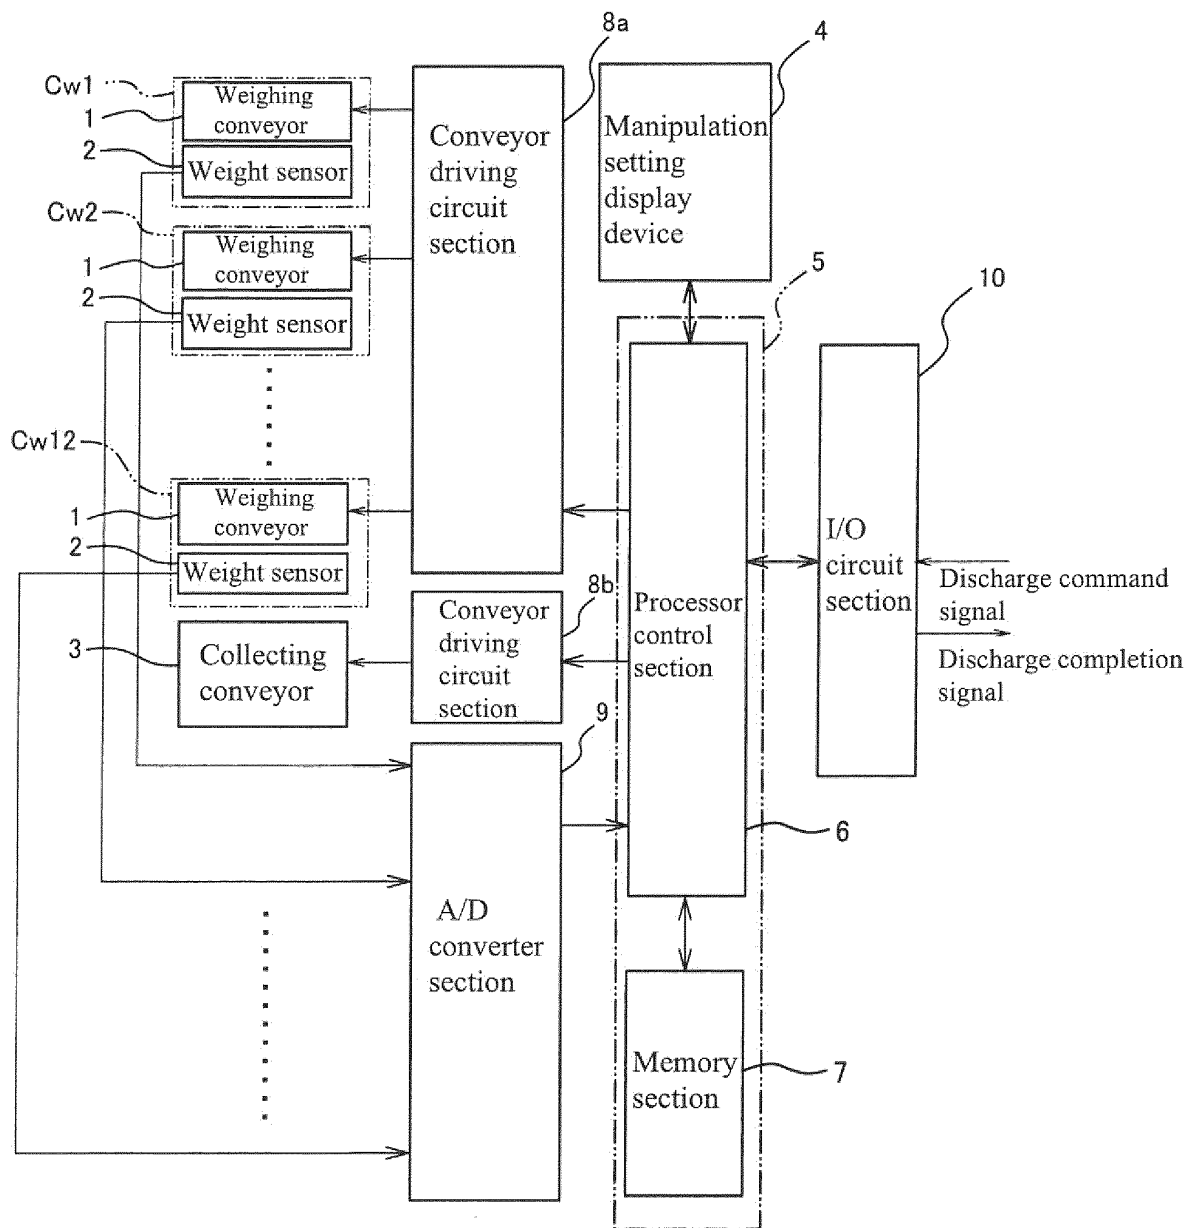 8a
4
Cw1
Weighing
conveyor
1
2
Weight sensor
Conveyor
driving
circuit
section
Manipulation
setting
display
device
Cw2
Weighing
conveyor
1
2
Weight sensor
5
10
Cw12
Weighing
conveyor
1
2
Weight sensor
I/O
circuit
section
Discharge command
signal
Discharge completion
signal
8b
Conveyor
driving
circuit
section
Processor
control
section
3
Collecting
conveyor
9
6
A/D
converter
section
Memory
section
7